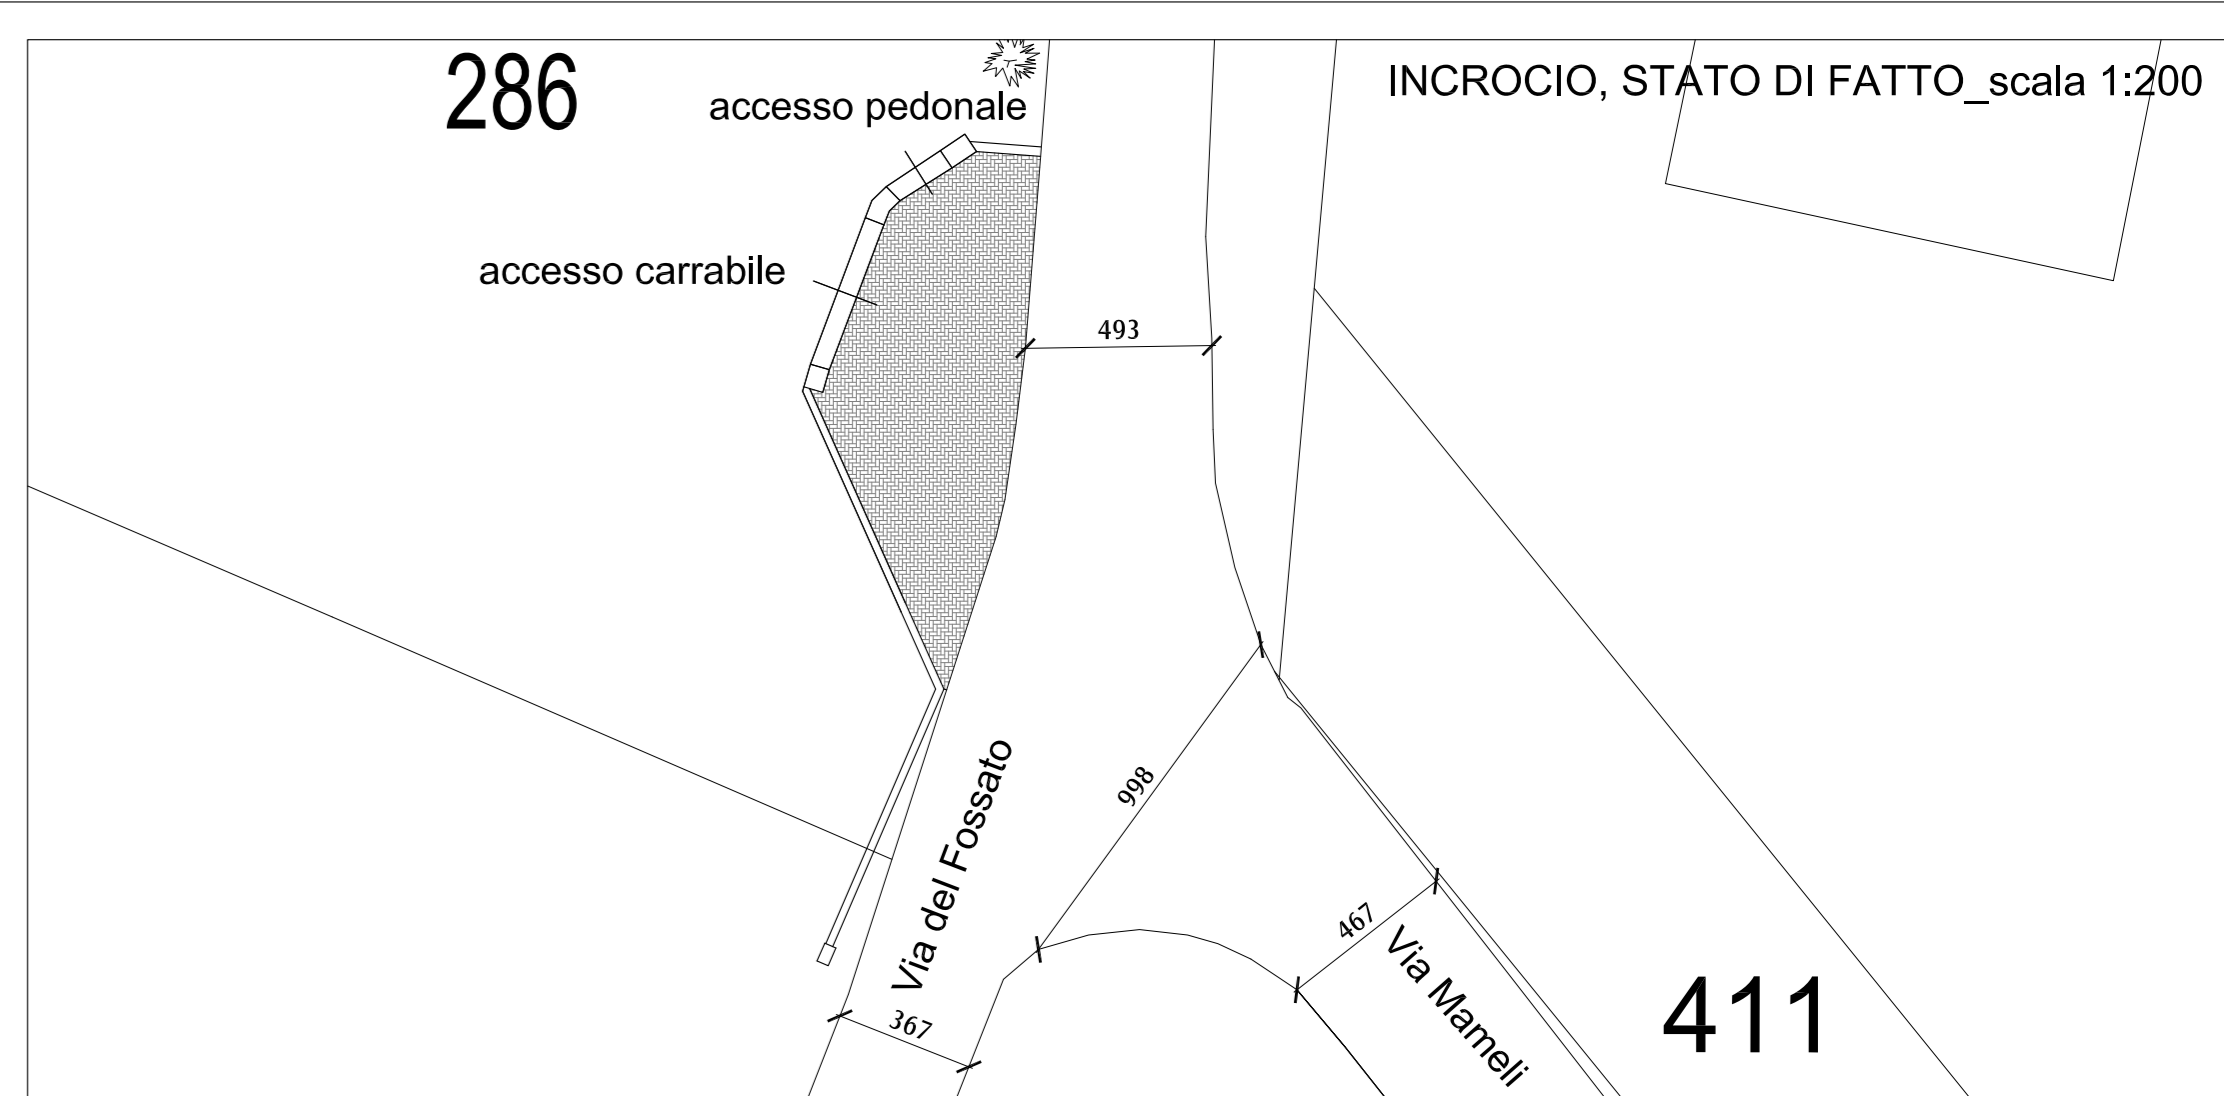 286
INCROCIO, STATO DI FATTO_scala 1:200
accesso pedonale
accesso carrabile
493
998
Via del Fossato
467
Via Mameli
411
367